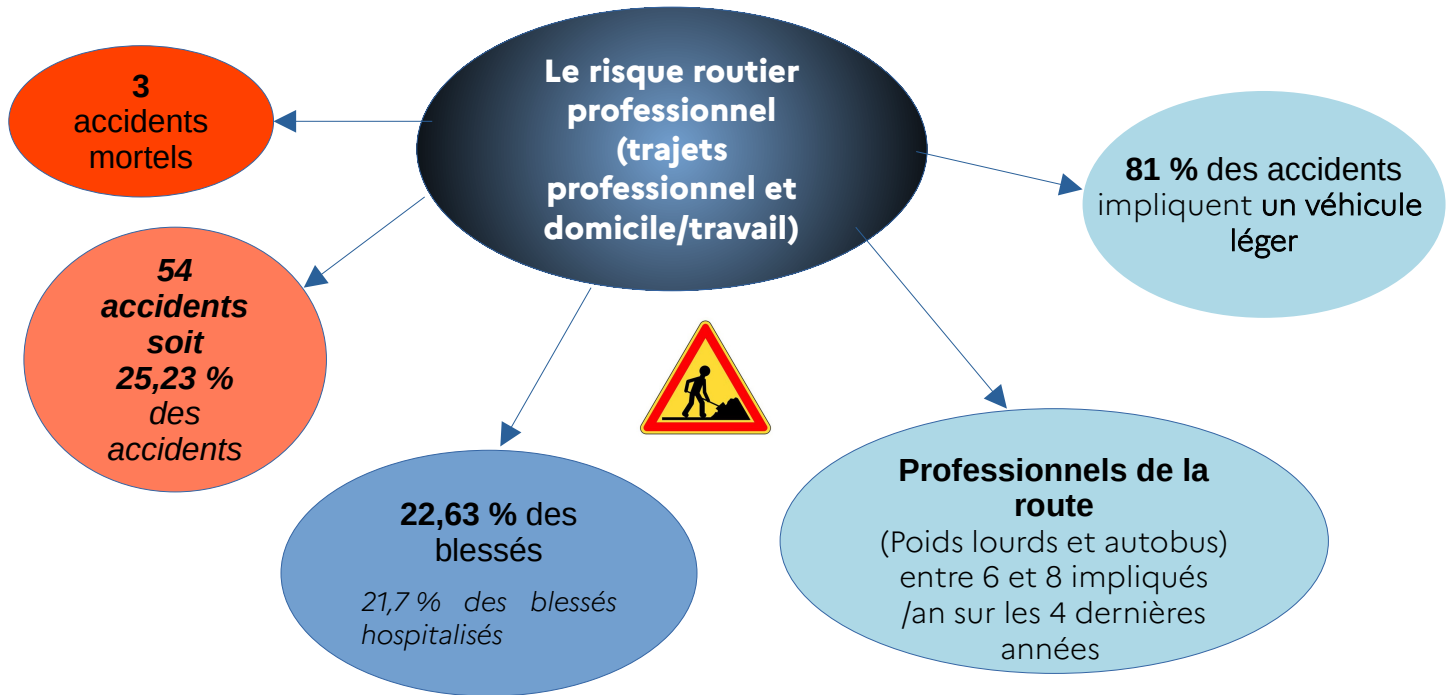 Le risque routier
professionnel
(trajets
professionnel et
domicile/travail)
3
accidents
mortels
81 % des accidents
impliquent un véhicule
léger
54
accidents
soit
25,23 %
des
accidents
22,63 % des
blessés
21,7 % des blessés
hospitalisés
Professionnels de la
route
(Poids lourds et autobus)
entre 6 et 8 impliqués
/an sur les 4 dernières
années